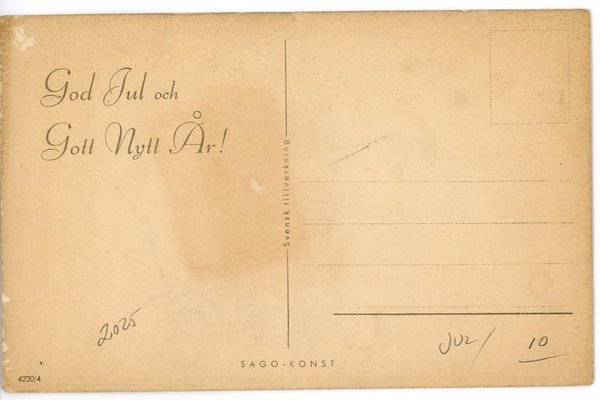 God Jul och
Gott Nytt År!
Svensk tillverkning
2025
JUL/ 10
SAGO-KONST
4220/4